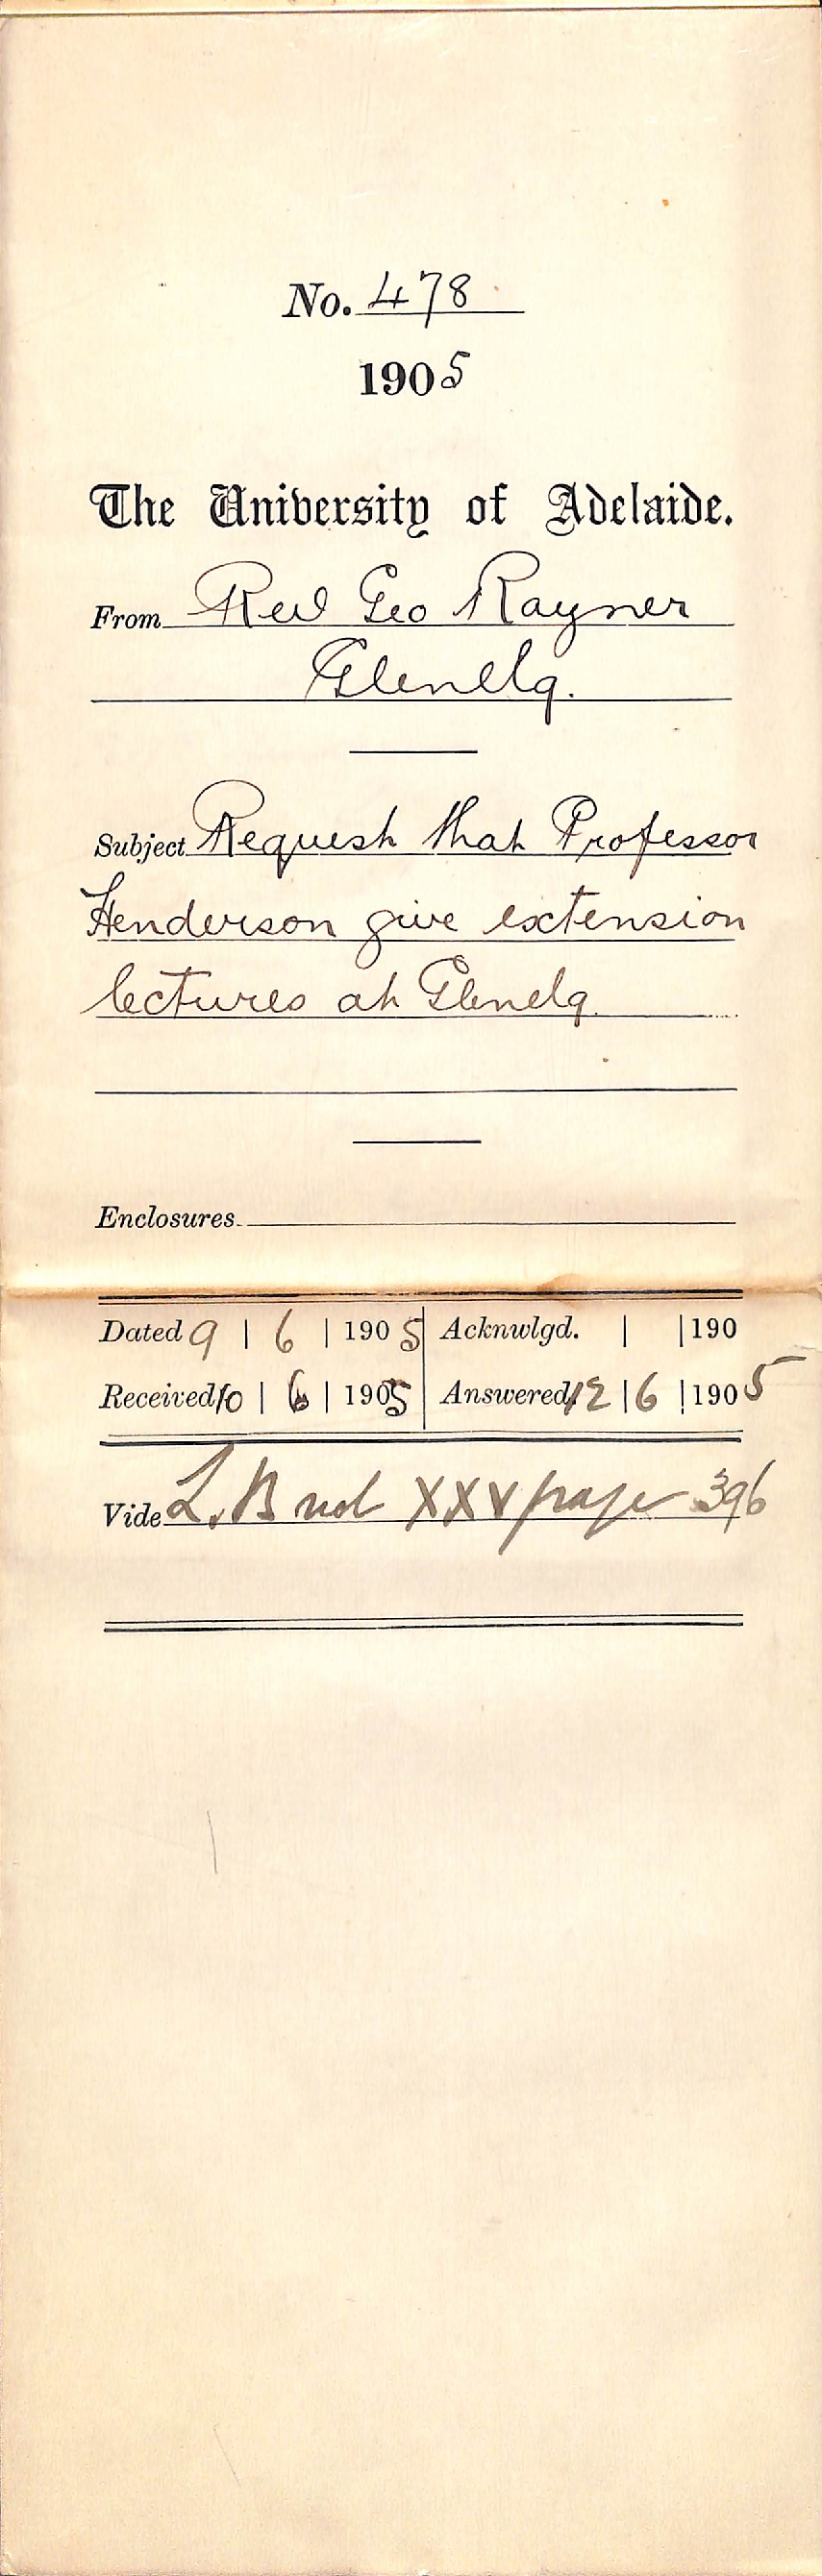 No. 478
1905
The University of Adelaide.
From Rev Geo Rayner
Glenelg.
Subject Request that Professor
Henderson give extension
lectures at Glenelg
Enclosures
Dated 9 | 6 | 1905 Acknwlgd. | | 190
Received 10 | 6 | 1905 Answered 12 | 6 | 1905
Vide L. B vol XXV page 396